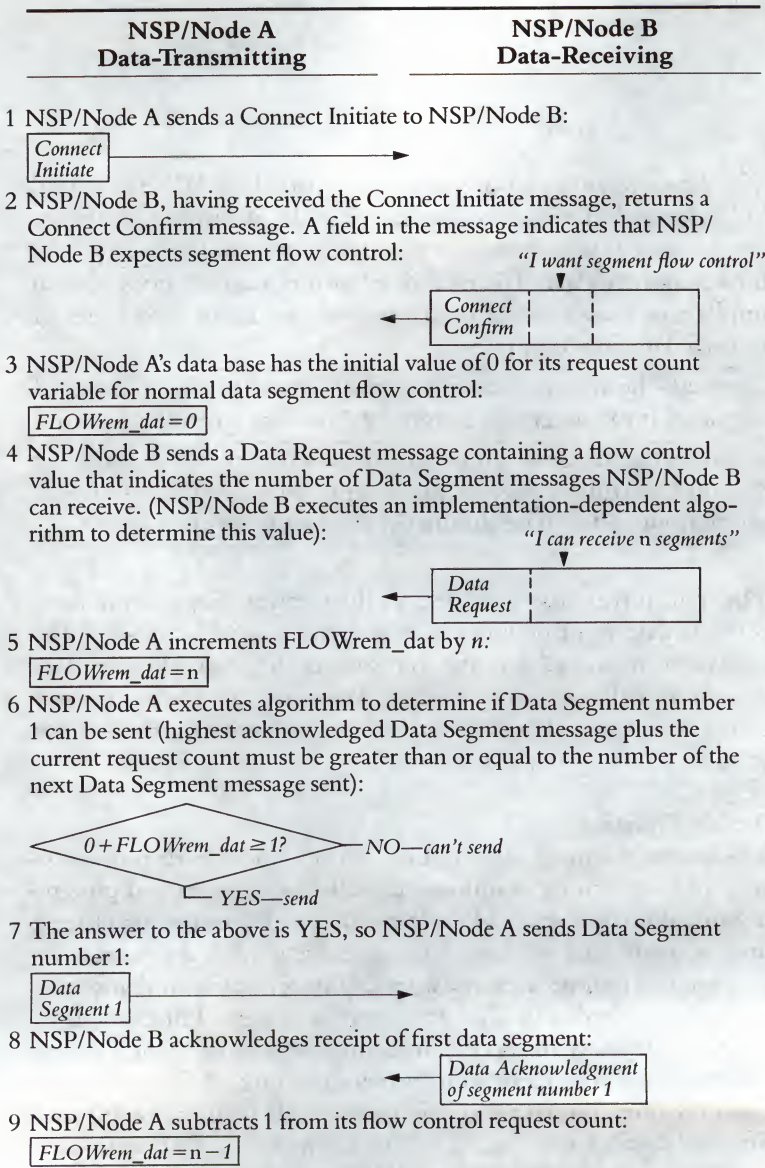 NSP/Node A
Data-Transmitting
NSP/Node B
Data-Receiving
1 NSP/Node A sends a Connect Initiate to NSP/Node B:
Connect
Initiate
2 NSP/Node B, having received the Connect Initiate message, returns a
Connect Confirm message. A field in the message indicates that NSP/
Node B expects segment flow control:
"I want segment flow control"
Connect
Confirm
3 NSP/Node A's data base has the initial value of 0 for its request count
variable for normal data segment flow control:
FLOWrem_dat=0
4 NSP/Node B sends a Data Request message containing a flow control
value that indicates the number of Data Segment messages NSP/Node B
can receive. (NSP/Node B executes an implementation-dependent algo-
rithm to determine this value):
"I can receive n segments"
Data
Request
5 NSP/Node A increments FLOWrem_dat by n:
FLOWrem_dat=n
6 NSP/Node A executes algorithm to determine if Data Segment number
1 can be sent (highest acknowledged Data Segment message plus the
current request count must be greater than or equal to the number of the
next Data Segment message sent):
0+FLOWrem_dat≥1?
NO—can't send
YES—send
7 The answer to the above is YES, so NSP/Node A sends Data Segment
number 1:
Data
Segment 1
8 NSP/Node B acknowledges receipt of first data segment:
Data Acknowledgment
of segment number 1
9 NSP/Node A subtracts 1 from its flow control request count:
FLOWrem_dat=n−1